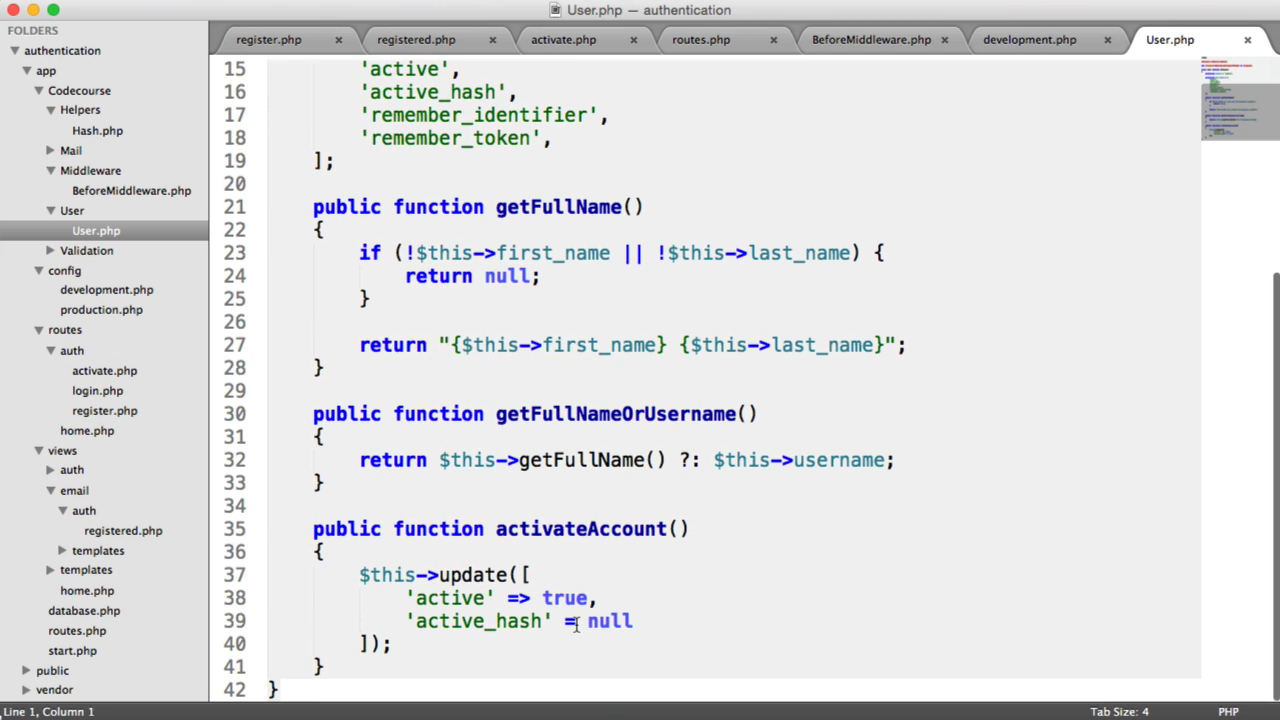 User.php — authentication
FOLDERS
authentication
app
Codecourse
Helpers
Hash.php
Mail
Middleware
BeforeMiddleware.php
User
User.php
Validation
config
development.php
production.php
routes
auth
activate.php
login.php
register.php
home.php
views
auth
email
auth
registered.php
templates
templates
home.php
database.php
routes.php
start.php
public
vendor
register.php × registered.php × activate.php × routes.php × BeforeMiddleware.php × development.php × User.php ×
15 'active',
16 'active_hash',
17 'remember_identifier',
18 'remember_token',
19 ];
20
21 public function getFullName()
22 {
23 if (!$this->first_name || !$this->last_name) {
24 return null;
25 }
26
27 return "{$this->first_name} {$this->last_name}";
28 }
29
30 public function getFullNameOrUsername()
31 {
32 return $this->getFullName() ?: $this->username;
33 }
34
35 public function activateAccount()
36 {
37 $this->update([
38 'active' => true,
39 'active_hash' = null
40 ]);
41 }
42 }
Line 1, Column 1
Tab Size: 4
PHP